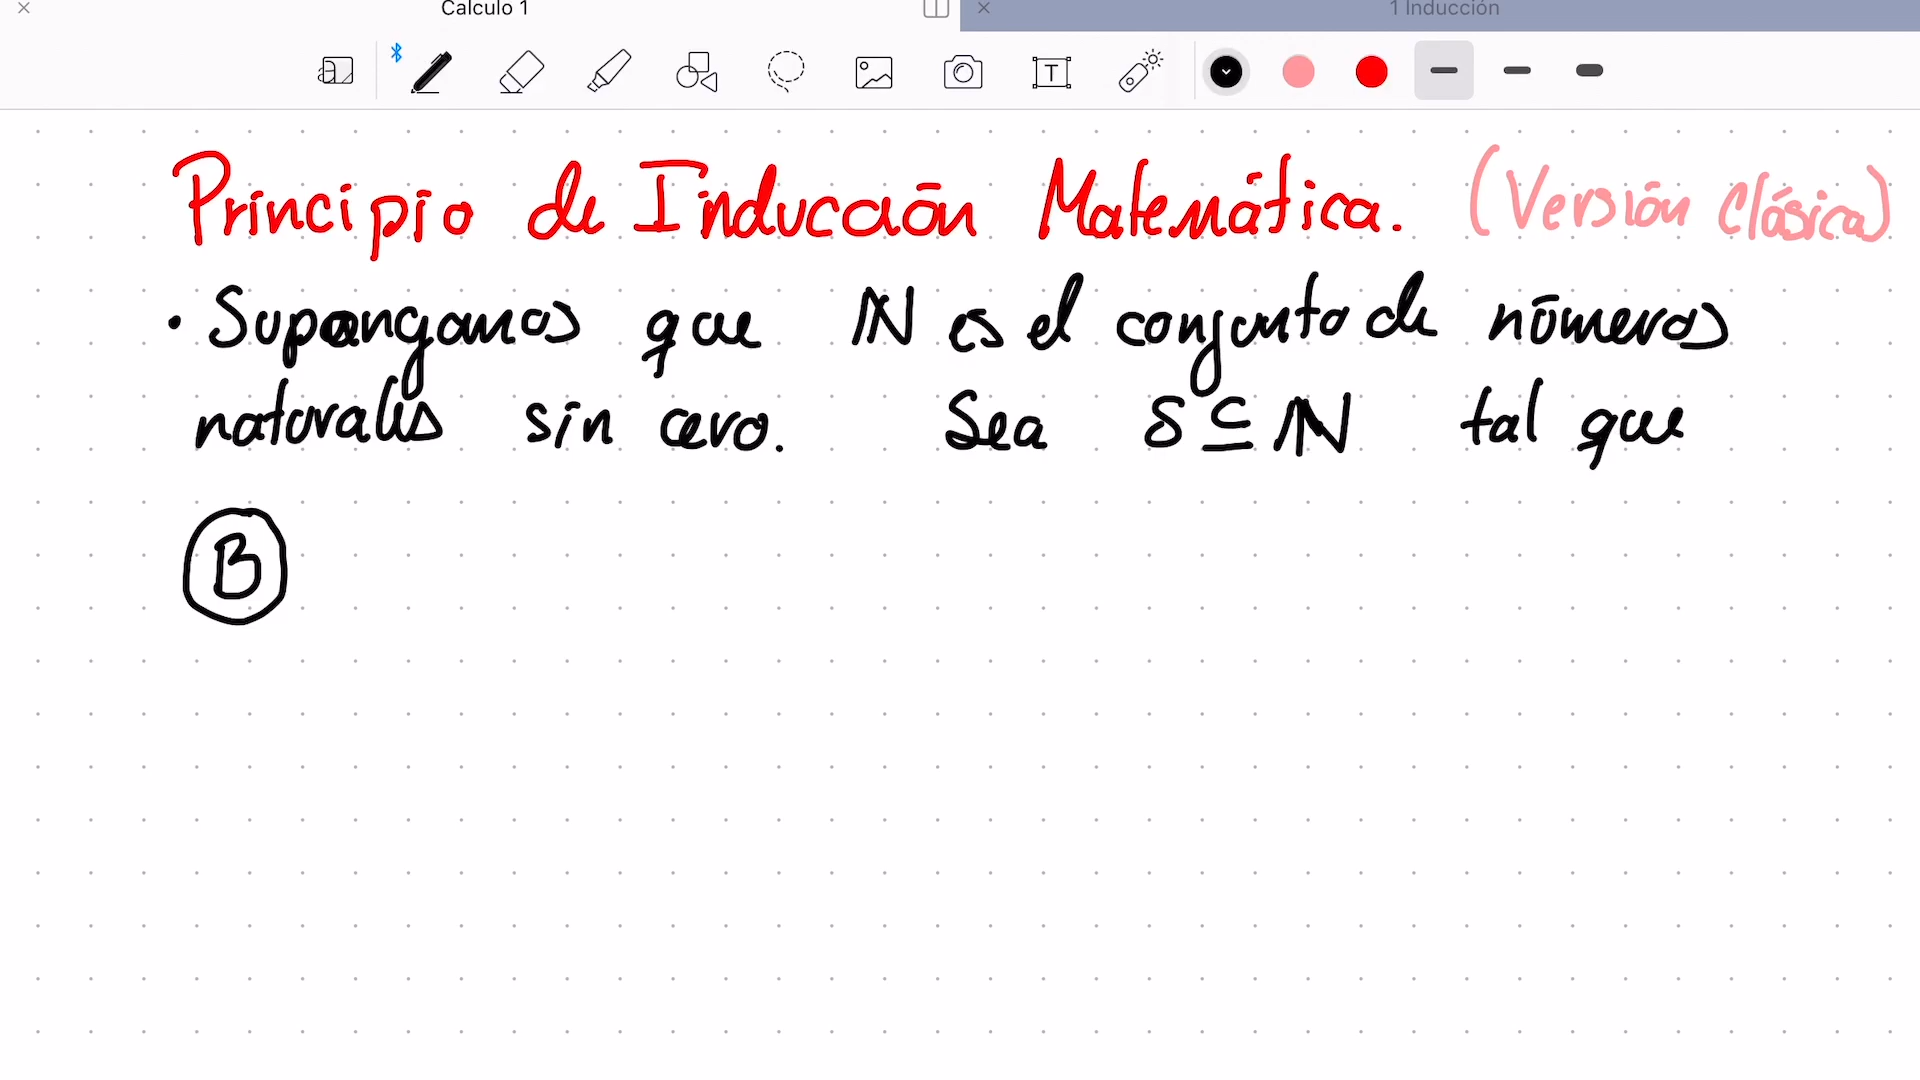 Calculo 1
1 Inducción
Principio de Inducción Matemática. (Versión Clásica)
• Supongamos que ℕ es el conjunto de números
naturales sin cero. Sea S ⊆ ℕ tal que
B